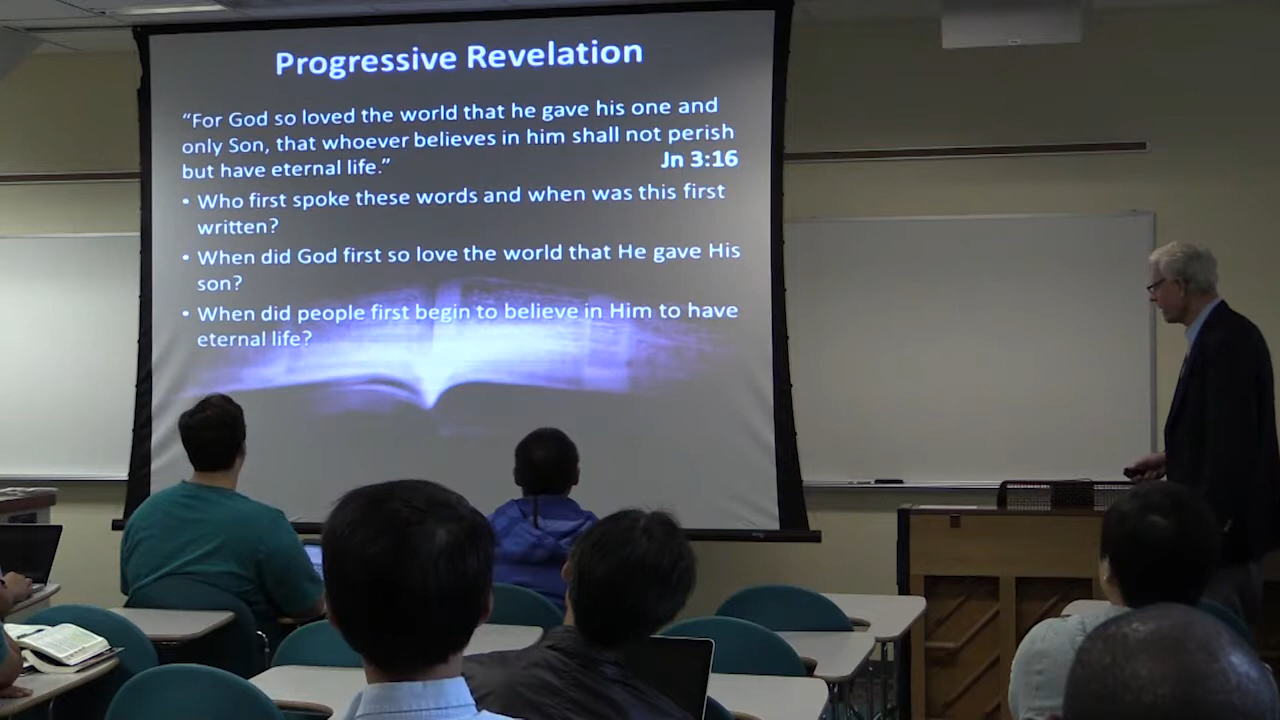 Progressive Revelation
“For God so loved the world that he gave his one and
only Son, that whoever believes in him shall not perish
but have eternal life.” Jn 3:16
• Who first spoke these words and when was this first
written?
• When did God first so love the world that He gave His
son?
• When did people first begin to believe in Him to have
eternal life?